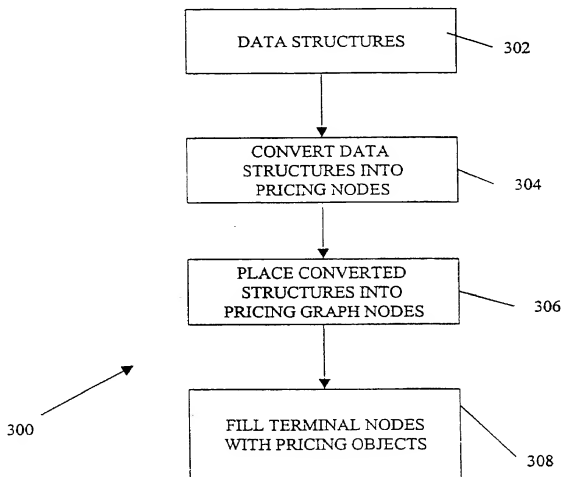 DATA STRUCTURES
302
CONVERT DATA
STRUCTURES INTO
PRICING NODES
304
PLACE CONVERTED
STRUCTURES INTO
PRICING GRAPH NODES
306
300
FILL TERMINAL NODES
WITH PRICING OBJECTS
308